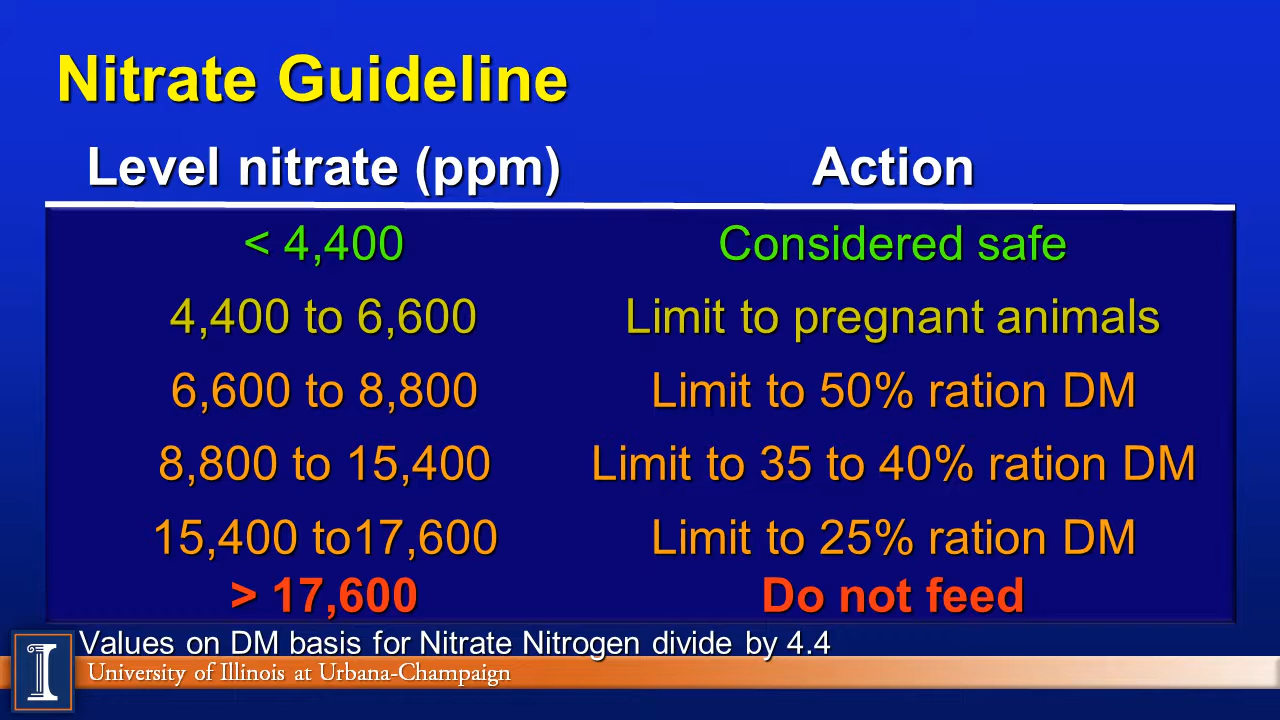 Nitrate Guideline
Level nitrate (ppm) Action
< 4,400 Considered safe
4,400 to 6,600 Limit to pregnant animals
6,600 to 8,800 Limit to 50% ration DM
8,800 to 15,400 Limit to 35 to 40% ration DM
15,400 to17,600 Limit to 25% ration DM
> 17,600 Do not feed
Values on DM basis for Nitrate Nitrogen divide by 4.4
I University of Illinois at Urbana-Champaign